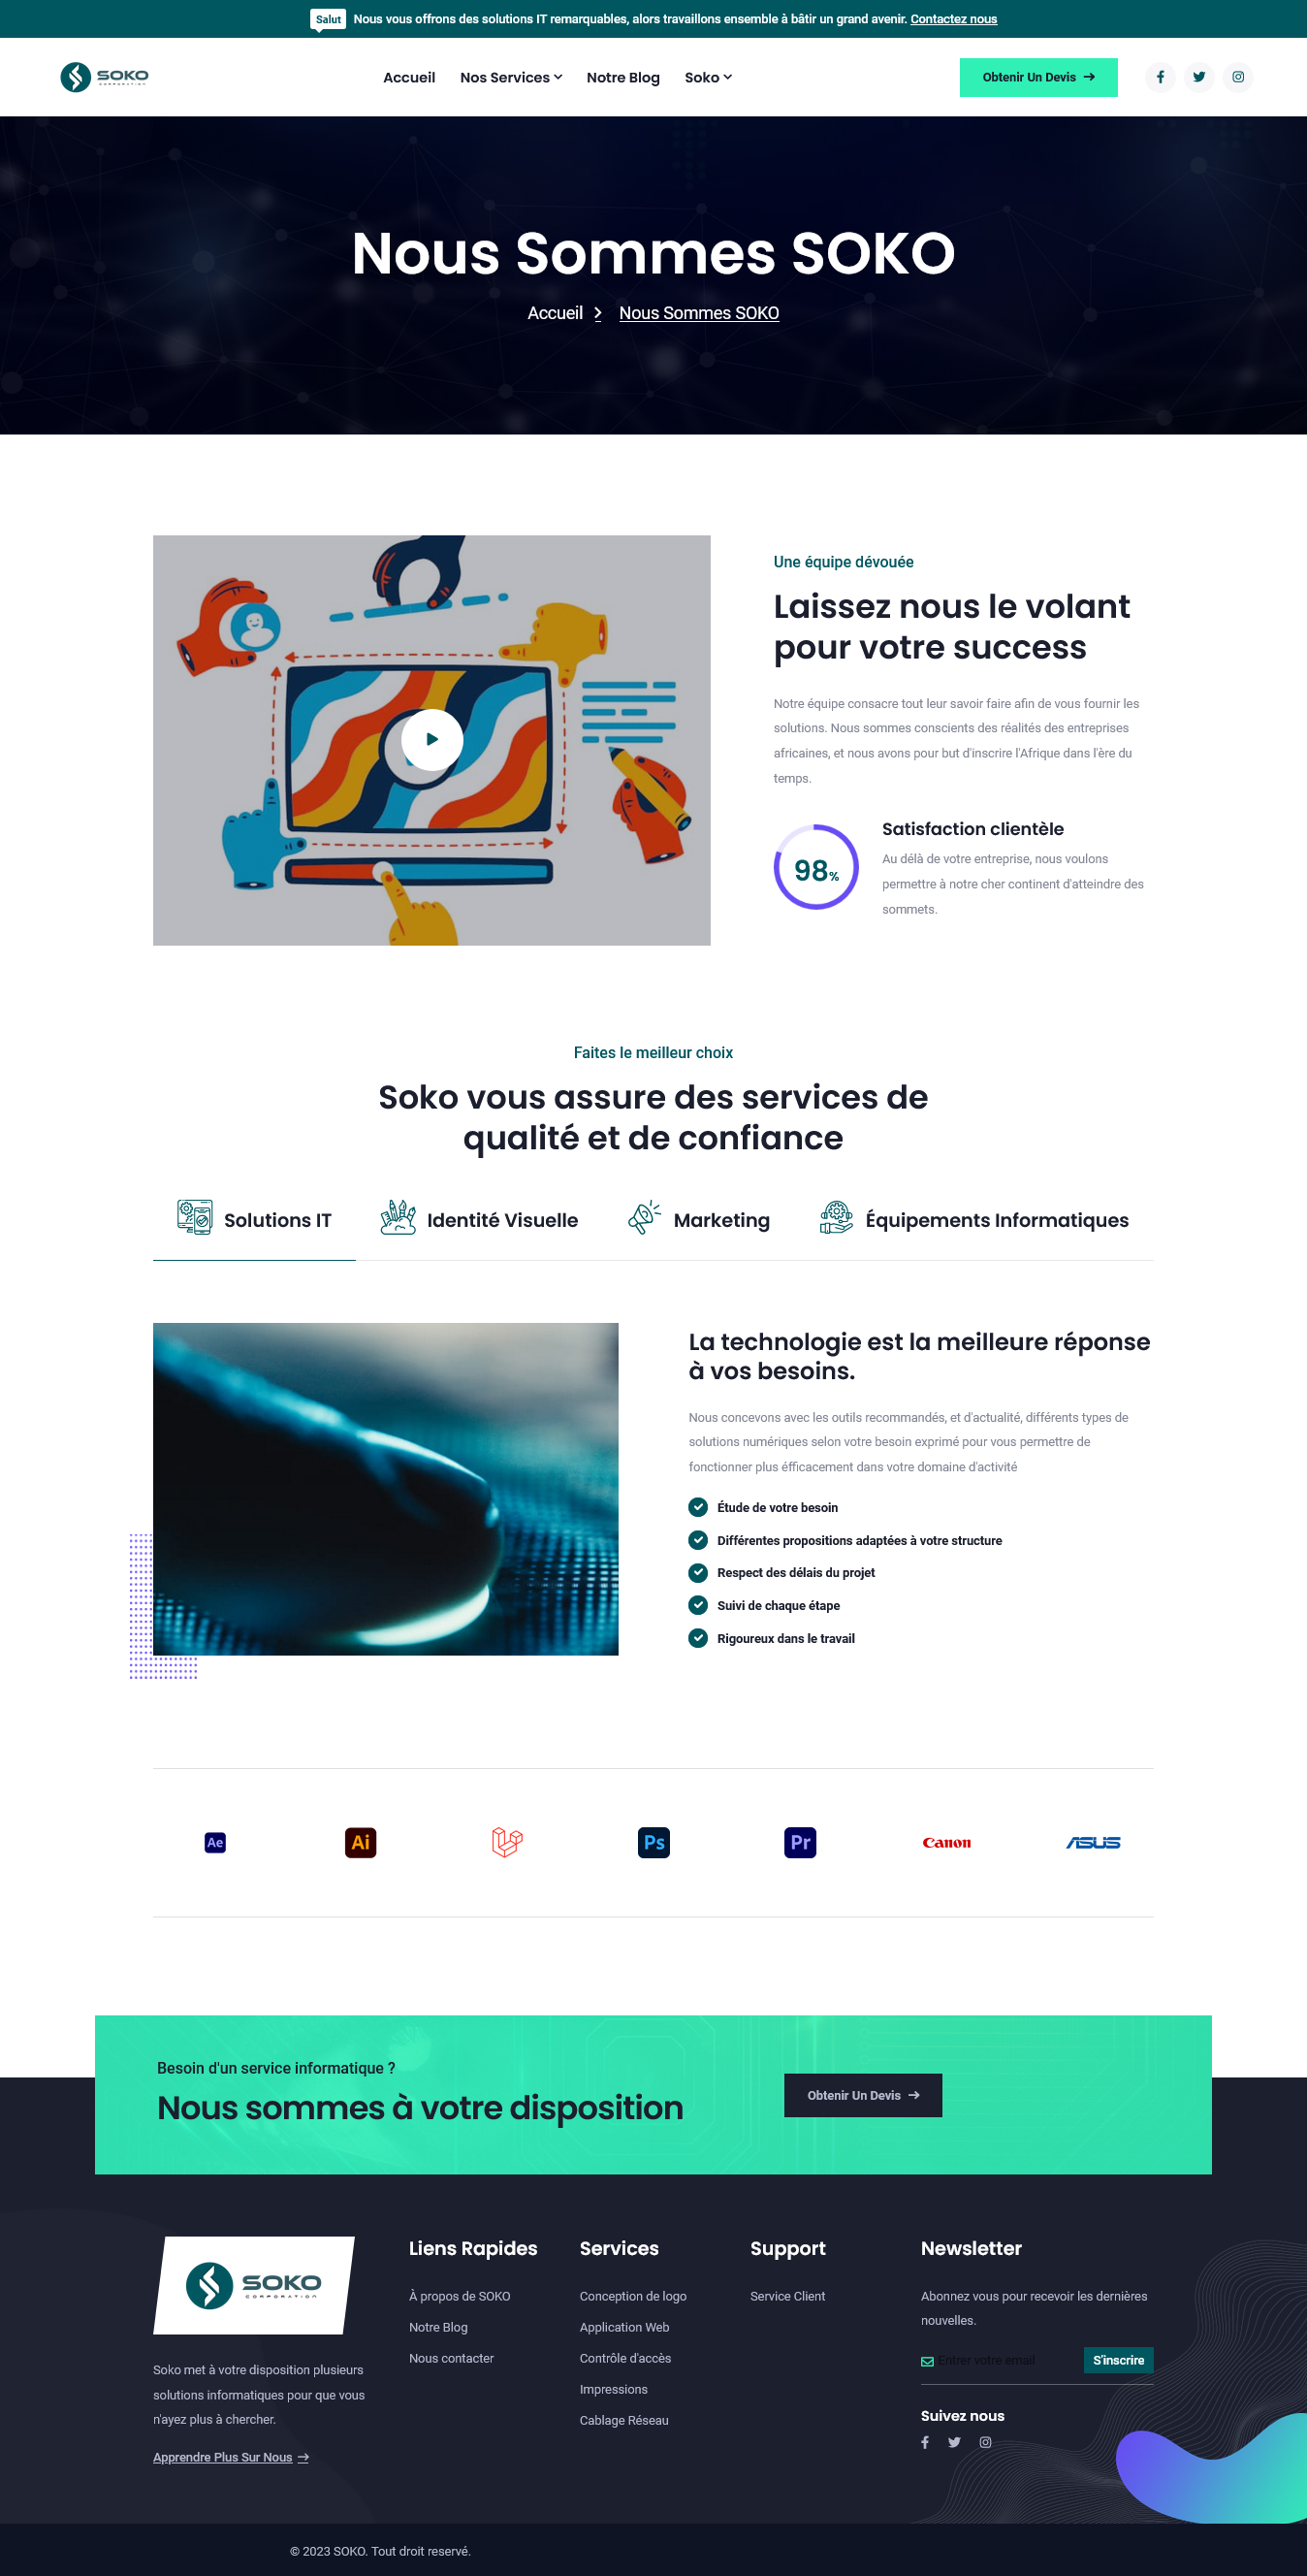 Salut Nous vous offrons des solutions IT remarquables, alors travaillons ensemble à bâtir un grand avenir. Contactez nous
SOKO
CORPORATION
Accueil Nos Services Notre Blog Soko
Obtenir Un Devis
Nous Sommes SOKO
Accueil Nous Sommes SOKO
Une équipe dévouée
Laissez nous le volant
pour votre success
Notre équipe consacre tout leur savoir faire afin de vous fournir les
solutions. Nous sommes conscients des réalités des entreprises
africaines, et nous avons pour but d'inscrire l'Afrique dans l'ère du
temps.
98%
Satisfaction clientèle
Au délà de votre entreprise, nous voulons
permettre à notre cher continent d'atteindre des
sommets.
Faites le meilleur choix
Soko vous assure des services de
qualité et de confiance
Solutions IT
Identité Visuelle
Marketing
Équipements Informatiques
La technologie est la meilleure réponse
à vos besoins.
Nous concevons avec les outils recommandés, et d'actualité, différents types de
solutions numériques selon votre besoin exprimé pour vous permettre de
fonctionner plus éfficacement dans votre domaine d'activité
Étude de votre besoin
Différentes propositions adaptées à votre structure
Respect des délais du projet
Suivi de chaque étape
Rigoureux dans le travail
Ae
Ai
Ps
Pr
Canon
ASUS
Besoin d'un service informatique ?
Nous sommes à votre disposition
Obtenir Un Devis
SOKO
CORPORATION
Soko met à votre disposition plusieurs
solutions informatiques pour que vous
n'ayez plus à chercher.
Apprendre Plus Sur Nous
Liens Rapides
À propos de SOKO
Notre Blog
Nous contacter
Services
Conception de logo
Application Web
Contrôle d'accès
Impressions
Cablage Réseau
Support
Service Client
Newsletter
Abonnez vous pour recevoir les dernières
nouvelles.
Entrer votre email
S'inscrire
Suivez nous
© 2023 SOKO. Tout droit reservé.